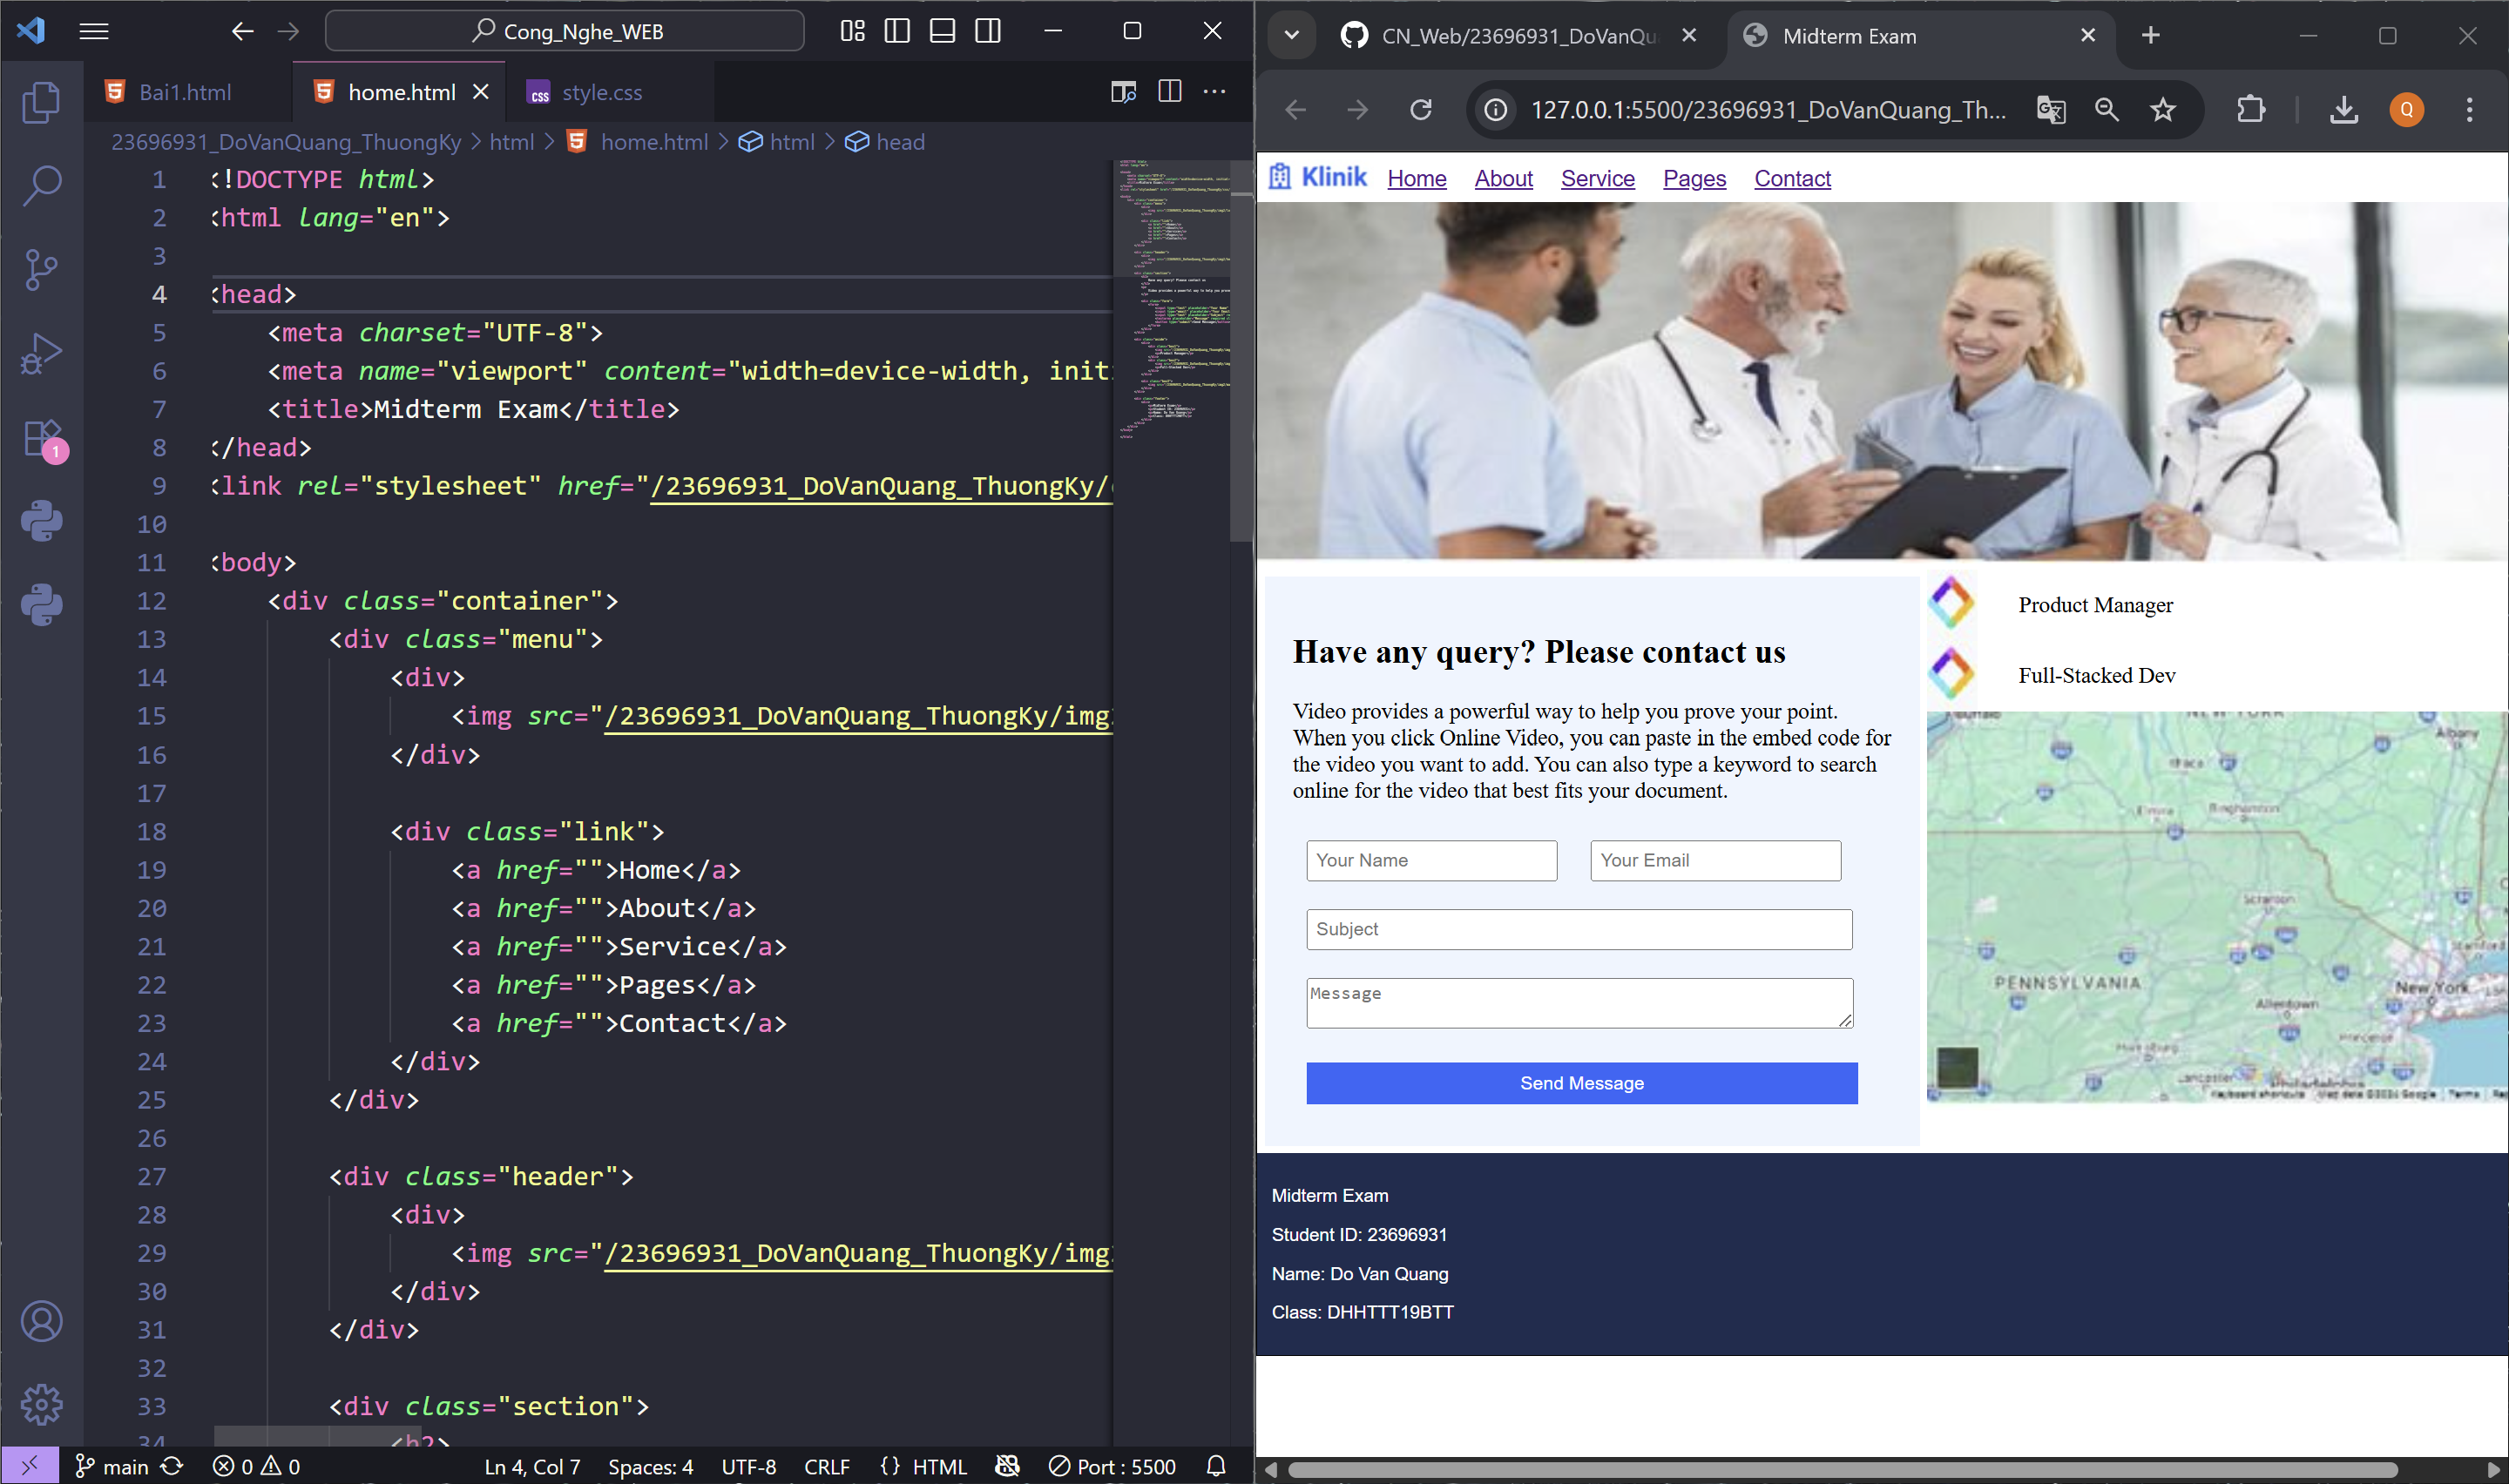 Cong_Nghe_WEB
Bai1.html
home.html
style.css
23696931_DoVanQuang_ThuongKy > html > home.html > html > head
1 <!DOCTYPE html>
2 <html lang="en">
3
4 <head>
5 <meta charset="UTF-8">
6 <meta name="viewport" content="width=device-width, initi
7 <title>Midterm Exam</title>
8 </head>
9 <link rel="stylesheet" href="/23696931_DoVanQuang_ThuongKy/
10
11 <body>
12 <div class="container">
13 <div class="menu">
14 <div>
15 <img src="/23696931_DoVanQuang_ThuongKy/img
16 </div>
17
18 <div class="link">
19 <a href="">Home</a>
20 <a href="">About</a>
21 <a href="">Service</a>
22 <a href="">Pages</a>
23 <a href="">Contact</a>
24 </div>
25 </div>
26
27 <div class="header">
28 <div>
29 <img src="/23696931_DoVanQuang_ThuongKy/img
30 </div>
31 </div>
32
33 <div class="section">
34 <h2>
1
main
0 0
Ln 4, Col 7
Spaces: 4
UTF-8
CRLF
{} HTML
Port : 5500
CN_Web/23696931_DoVanQu
Midterm Exam
127.0.0.1:5500/23696931_DoVanQuang_Th...
Q
Klinik
Home About Service Pages Contact
Have any query? Please contact us
Video provides a powerful way to help you prove your point.
When you click Online Video, you can paste in the embed code for
the video you want to add. You can also type a keyword to search
online for the video that best fits your document.
Your Name
Your Email
Subject
Message
Send Message
Product Manager
Full-Stacked Dev
Albany
Binghamton
Scranton
PENNSYLVANIA
New York
Allentown
Lancaster
Midterm Exam
Student ID: 23696931
Name: Do Van Quang
Class: DHHTTT19BTT